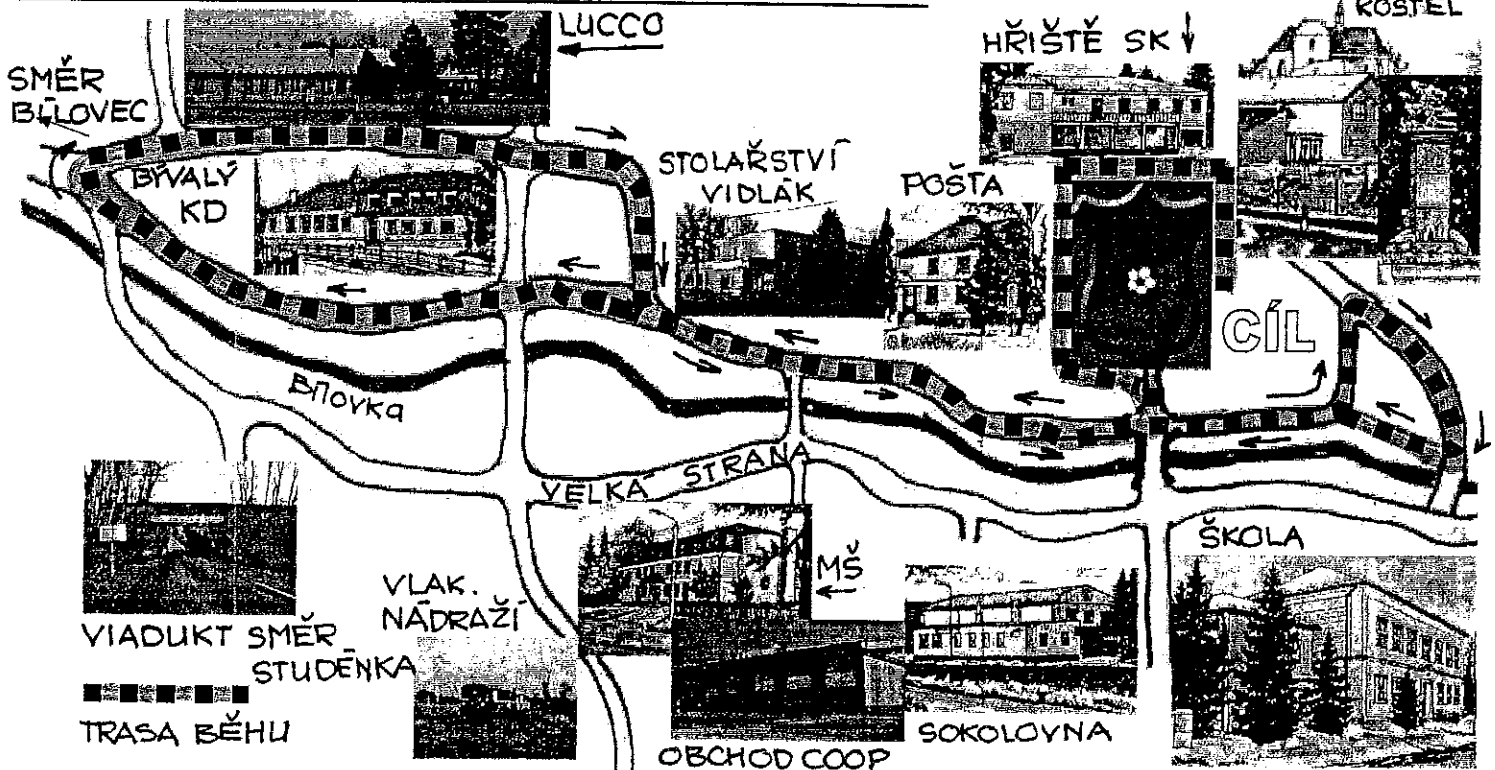 LUCCO
KOSTEL
HŘIŠTĚ SK
SMĚR
BÍLOVEC
BÝVALÝ
KD
STOLAŘSTVÍ
VIDLÁK
POŠTA
CÍL
BÍLOVKA
VELKÁ STRANA
ŠKOLA
MŠ
VLAK.
NÁDRAŽÍ
VIADUKT SMĚR
STUDÉNKA
TRASA BĚHU
SOKOLOVNA
OBCHOD COOP